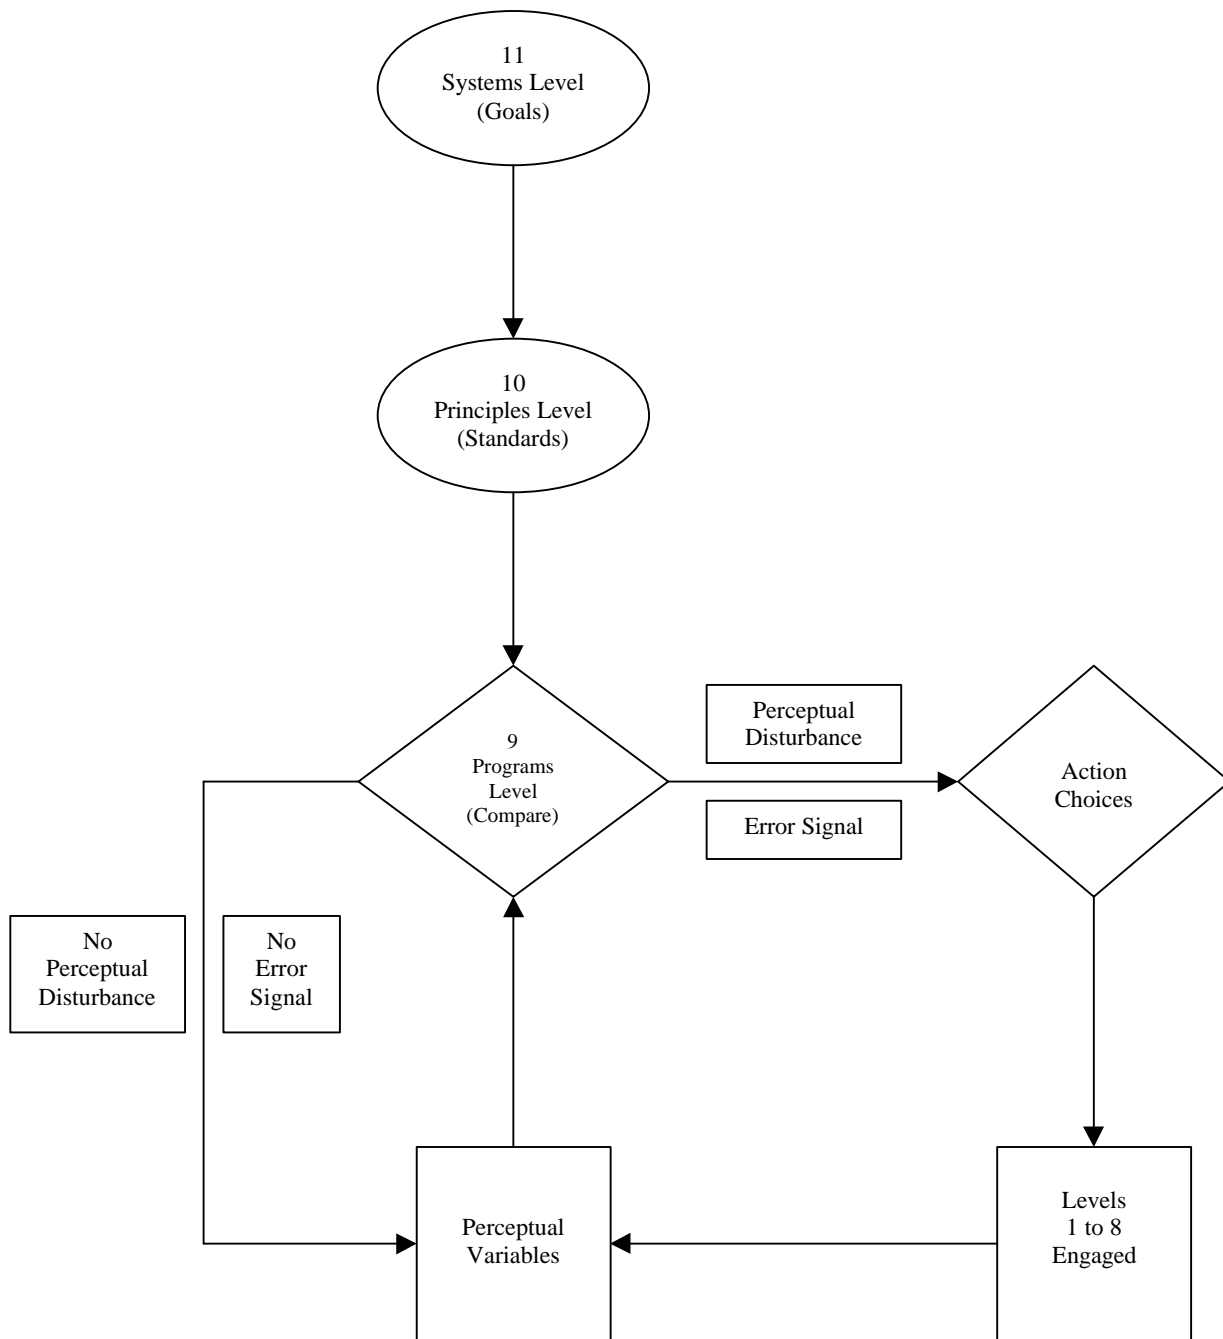 11
Systems Level
(Goals)
10
Principles Level
(Standards)
9
Programs
Level
(Compare)
Perceptual
Disturbance
Error Signal
Action
Choices
No
Perceptual
Disturbance
No
Error
Signal
Perceptual
Variables
Levels
1 to 8
Engaged